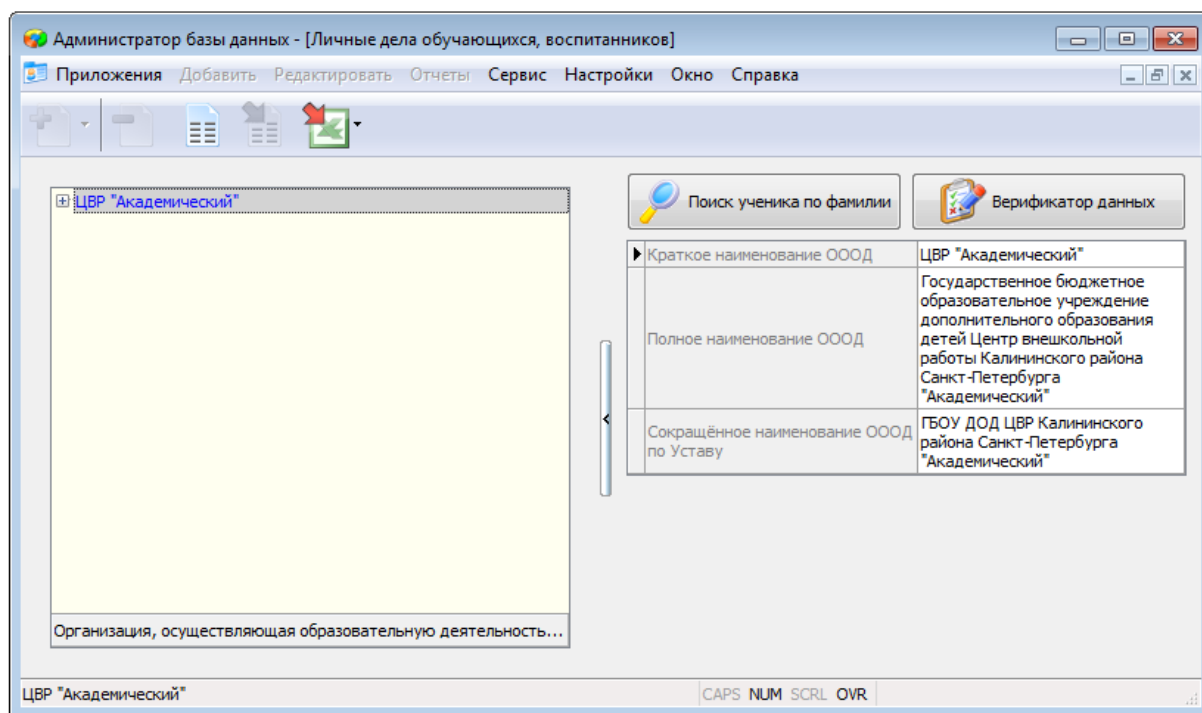 Администратор базы данных - [Личные дела обучающихся, воспитанников]
Приложения Добавить Редактировать Отчеты Сервис Настройки Окно Справка
ЦВР "Академический"
Поиск ученика по фамилии
Верификатор данных
Краткое наименование ОООД
ЦВР "Академический"
Полное наименование ОООД
Государственное бюджетное
образовательное учреждение
дополнительного образования
детей Центр внешкольной
работы Калининского района
Санкт-Петербурга
"Академический"
Сокращённое наименование ОООД
по Уставу
ГБОУ ДОД ЦВР Калининского
района Санкт-Петербурга
"Академический"
Организация, осуществляющая образовательную деятельность...
ЦВР "Академический"
CAPS NUM SCRL OVR